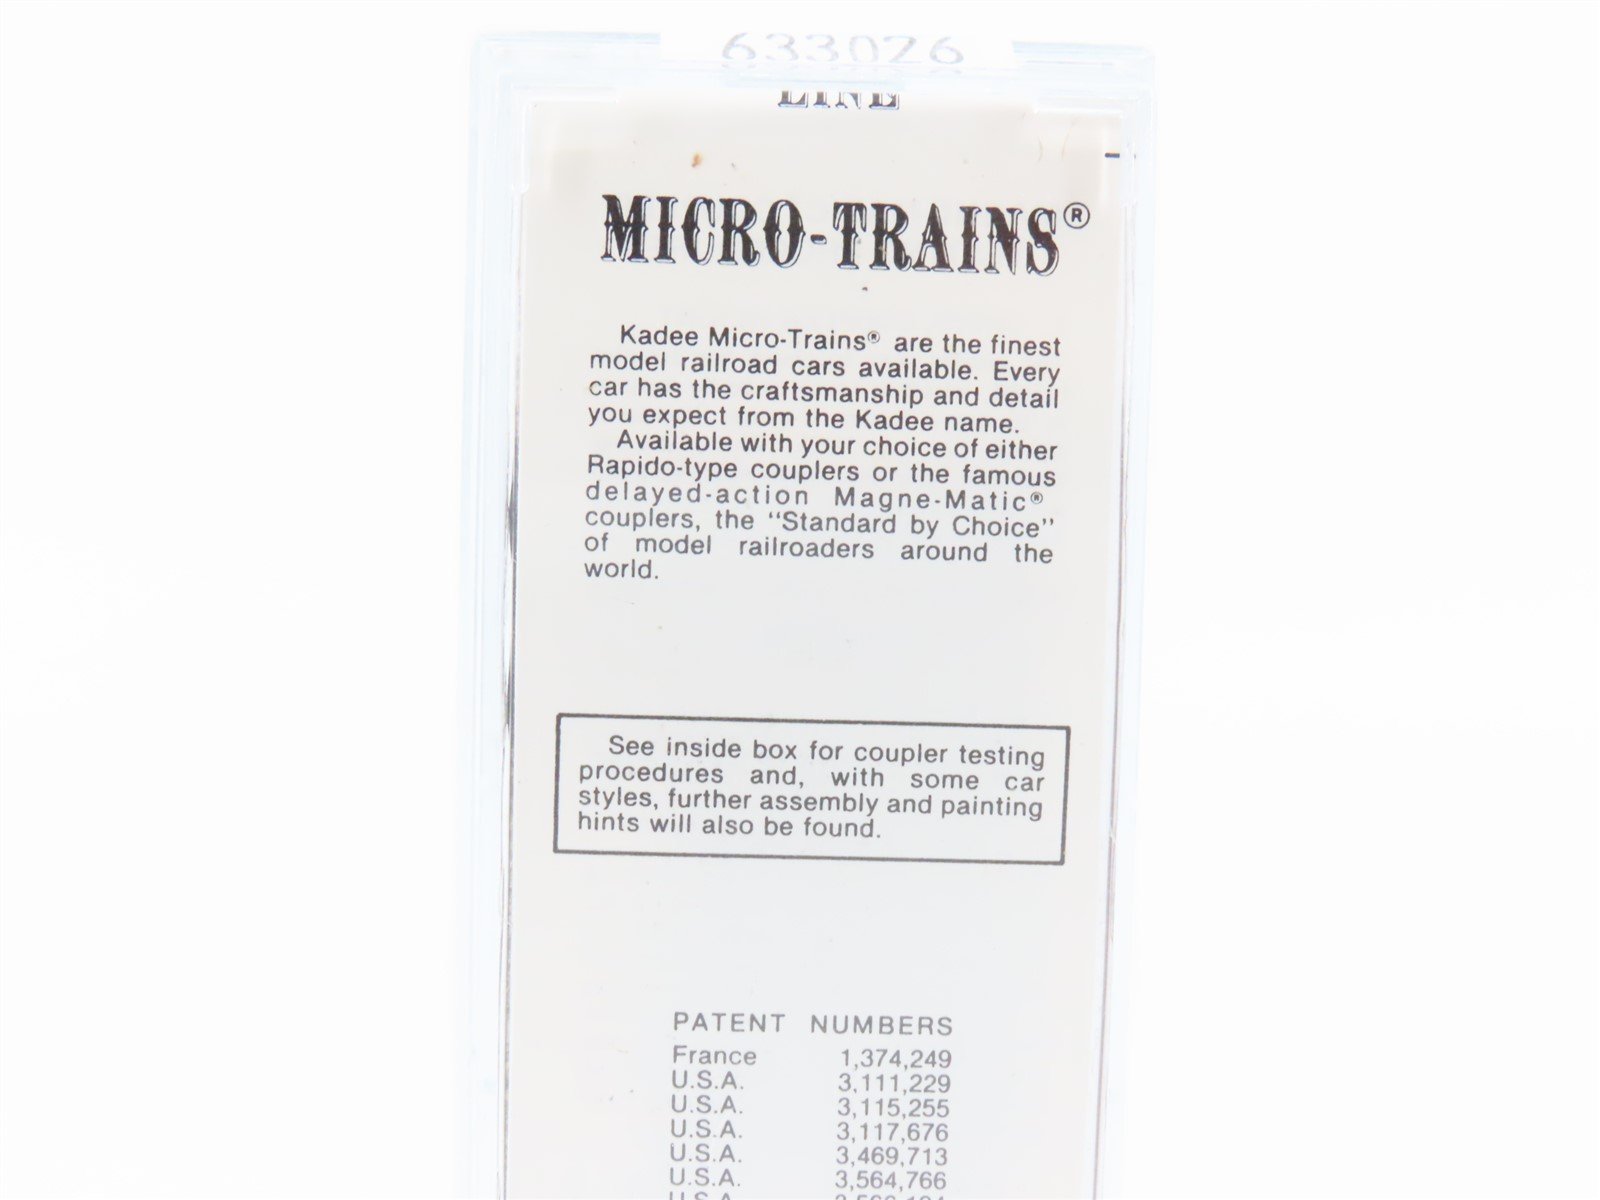 633026
LINE
MICRO-TRAINS®
Kadee Micro-Trains® are the finest
model railroad cars available. Every
car has the craftsmanship and detail
you expect from the Kadee name.
Available with your choice of either
Rapido-type couplers or the famous
delayed-action Magne-Matic®
couplers, the "Standard by Choice"
of model railroaders around the
world.
See inside box for coupler testing
procedures and, with some car
styles, further assembly and painting
hints will also be found.
PATENT NUMBERS
France 1,374,249
U.S.A. 3,111,229
U.S.A. 3,115,255
U.S.A. 3,117,676
U.S.A. 3,469,713
U.S.A. 3,564,766
U.S.A.